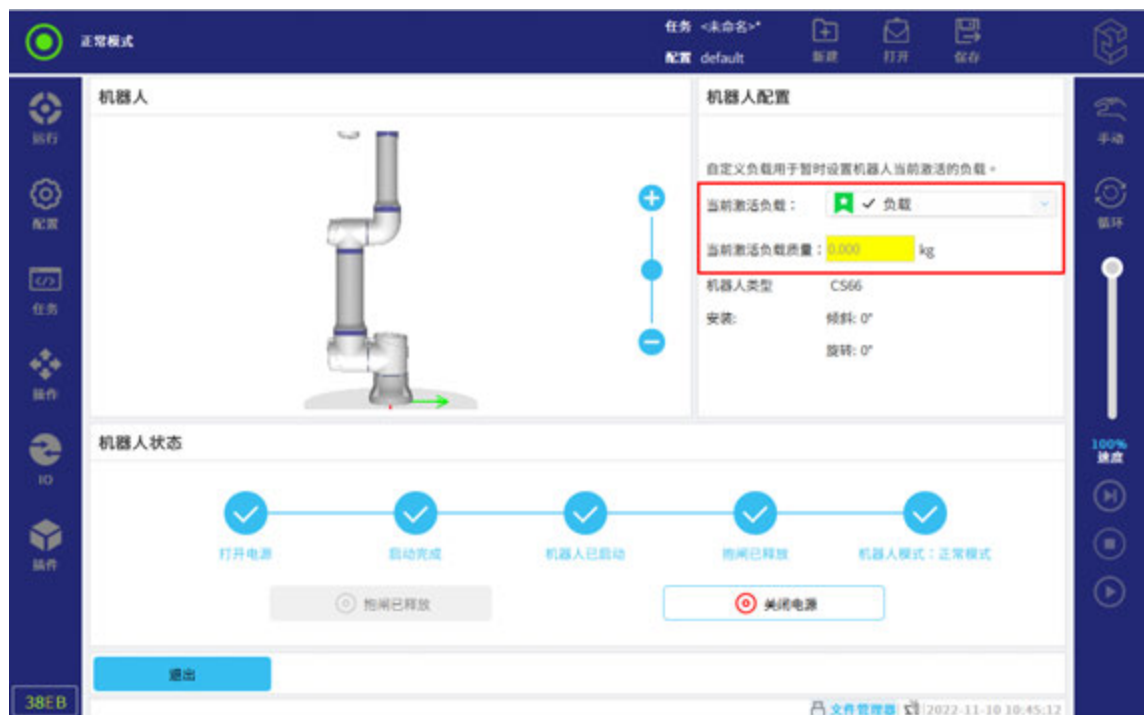 正常模式
任务 <未命名>*
配置 default
新建
打开
保存
运行
配置
任务
操作
IO
插件
38EB
机器人
机器人配置
自定义负载用于暂时设置机器人当前激活的负载。
当前激活负载： 负载
当前激活负载质量： 0.000 kg
机器人类型 CS66
安装: 倾斜: 0°
旋转: 0°
手动
循环
100%
速度
机器人状态
打开电源
启动完成
机器人已启动
抱闸已释放
机器人模式：正常模式
抱闸已释放
关闭电源
退出
文件管理器
2022-11-10 10:45:12